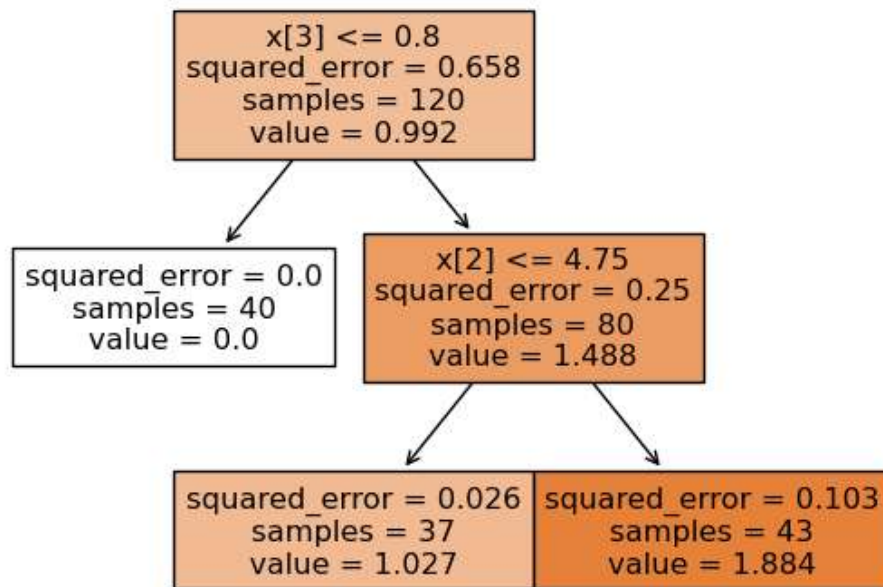 x[3] <= 0.8
squared_error = 0.658
samples = 120
value = 0.992
squared_error = 0.0
samples = 40
value = 0.0
x[2] <= 4.75
squared_error = 0.25
samples = 80
value = 1.488
squared_error = 0.026
samples = 37
value = 1.027
squared_error = 0.103
samples = 43
value = 1.884